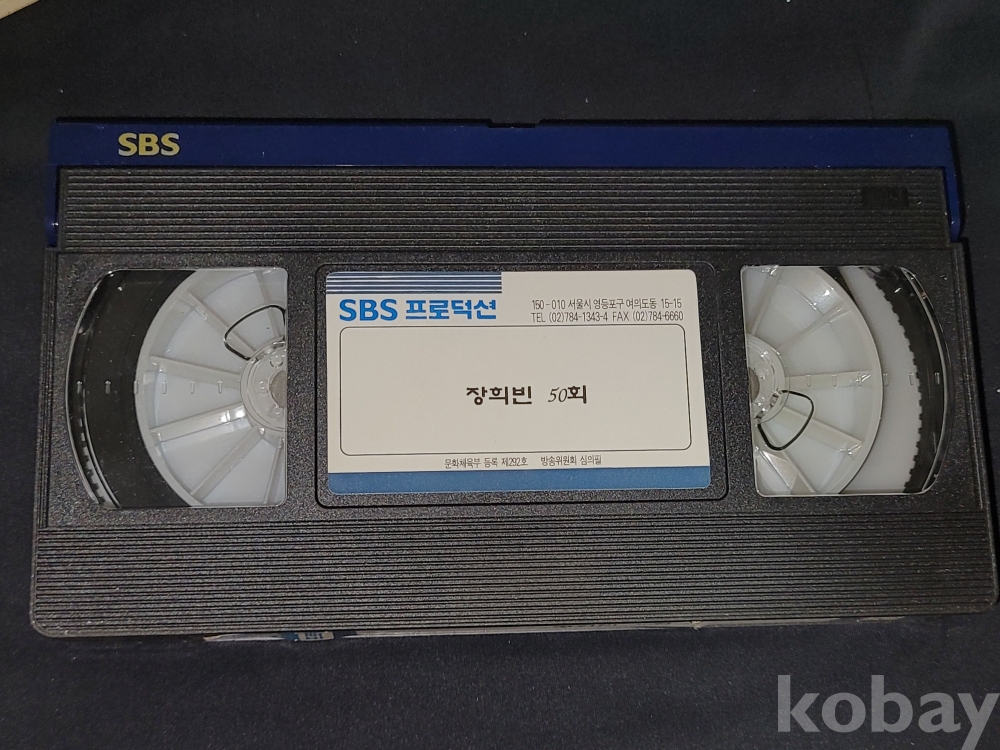 SBS
SBS 프로덕션
150-010 서울시 영등포구 여의도동 15-15
TEL (02)784-1343-4 FAX (02)784-6660
장희빈 50회
문화체육부 등록 제292호 방송위원회 심의필
kobay